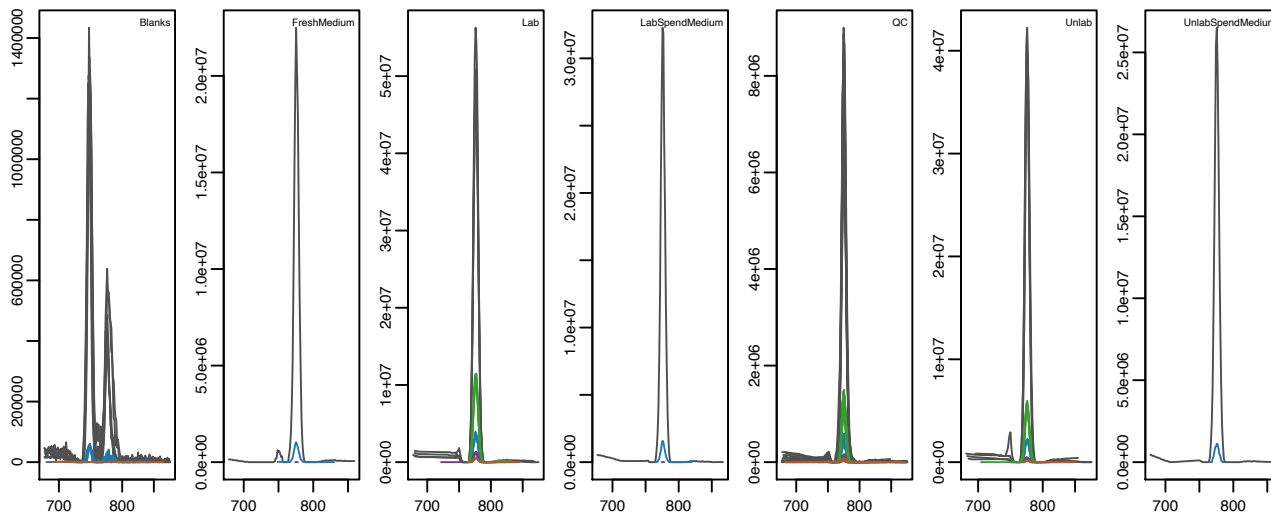 Blanks
FreshMedium
Lab
LabSpendMedium
QC
Unlab
UnlabSpendMedium
1400000
1000000
600000
200000
0
2.0e+07
1.5e+07
1.0e+07
5.0e+06
0.0e+00
5e+07
4e+07
3e+07
2e+07
1e+07
0e+00
3.0e+07
2.0e+07
1.0e+07
0.0e+00
8e+06
6e+06
4e+06
2e+06
0e+00
4e+07
3e+07
2e+07
1e+07
0e+00
2.5e+07
2.0e+07
1.5e+07
1.0e+07
5.0e+06
0.0e+00
700 800
700 800
700 800
700 800
700 800
700 800
700 800